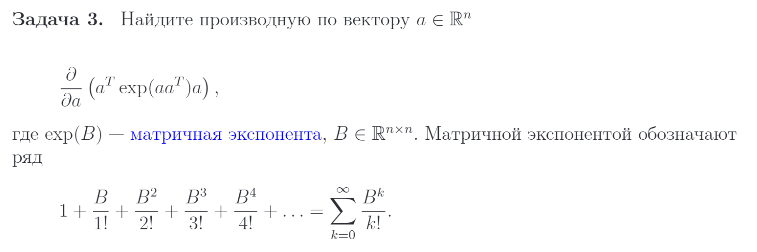 Задача 3. Найдите производную по вектору $a \in \mathbb{R}^n$
$\frac{\partial}{\partial a} \left( a^T \exp(aa^T)a \right),$
где $\exp(B)$ — матричная экспонента, $B \in \mathbb{R}^{n \times n}$. Матричной экспонентой обозначают
ряд
$1 + \frac{B}{1!} + \frac{B^2}{2!} + \frac{B^3}{3!} + \frac{B^4}{4!} + \ldots = \sum_{k=0}^{\infty} \frac{B^k}{k!}.$